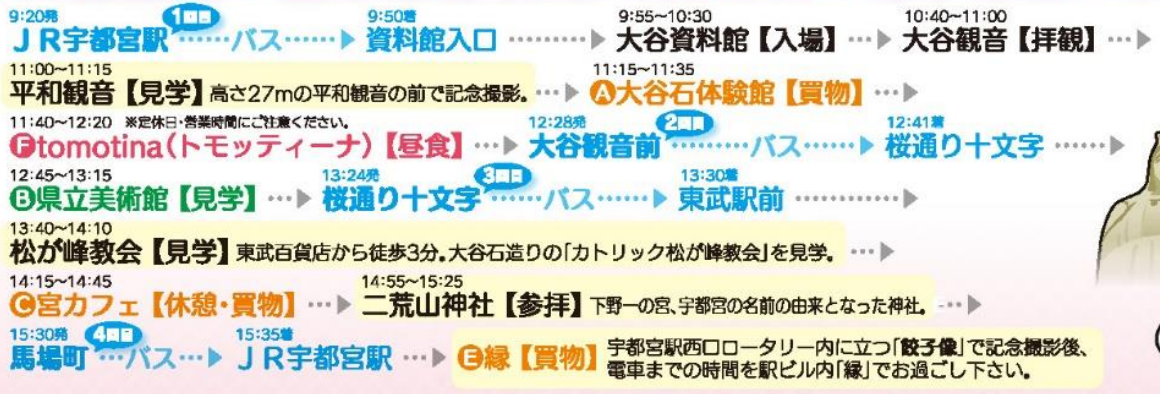 9:20発 1回目 9:50着 9:55~10:30 10:40~11:00
JR宇都宮駅……バス……▶ 資料館入口 ………▶ 大谷資料館【入場】…▶ 大谷観音【拝観】…▶
11:00~11:15 11:15~11:35
平和観音【見学】高さ27mの平和観音の前で記念撮影。…▶ Ⓐ大谷石体験館【買物】…▶
11:40~12:20 ※定休日・営業時間にご注意ください。 12:28発 2回目 12:41着
Ⓕtomotina(トモッティーナ)【昼食】…▶ 大谷観音前………バス……▶ 桜通り十文字 ……▶
12:45~13:15 13:24発 3回目 13:30着
Ⓑ県立美術館【見学】…▶ 桜通り十文字……バス……▶ 東武駅前 …………▶
13:40~14:10
松が峰教会【見学】東武百貨店から徒歩3分。大谷石造りの「カトリック松が峰教会」を見学。…▶
14:15~14:45 14:55~15:25
Ⓒ宮カフェ【休憩・買物】…▶ 二荒山神社【参拝】下野一の宮、宇都宮の名前の由来となった神社。…▶
15:30発 4回目 15:35着
馬場町…バス…▶ JR宇都宮駅 …▶ Ⓔ縁【買物】宇都宮駅西口ロータリー内に立つ「餃子像」で記念撮影後、
電車までの時間を駅ビル内「縁」でお過ごし下さい。